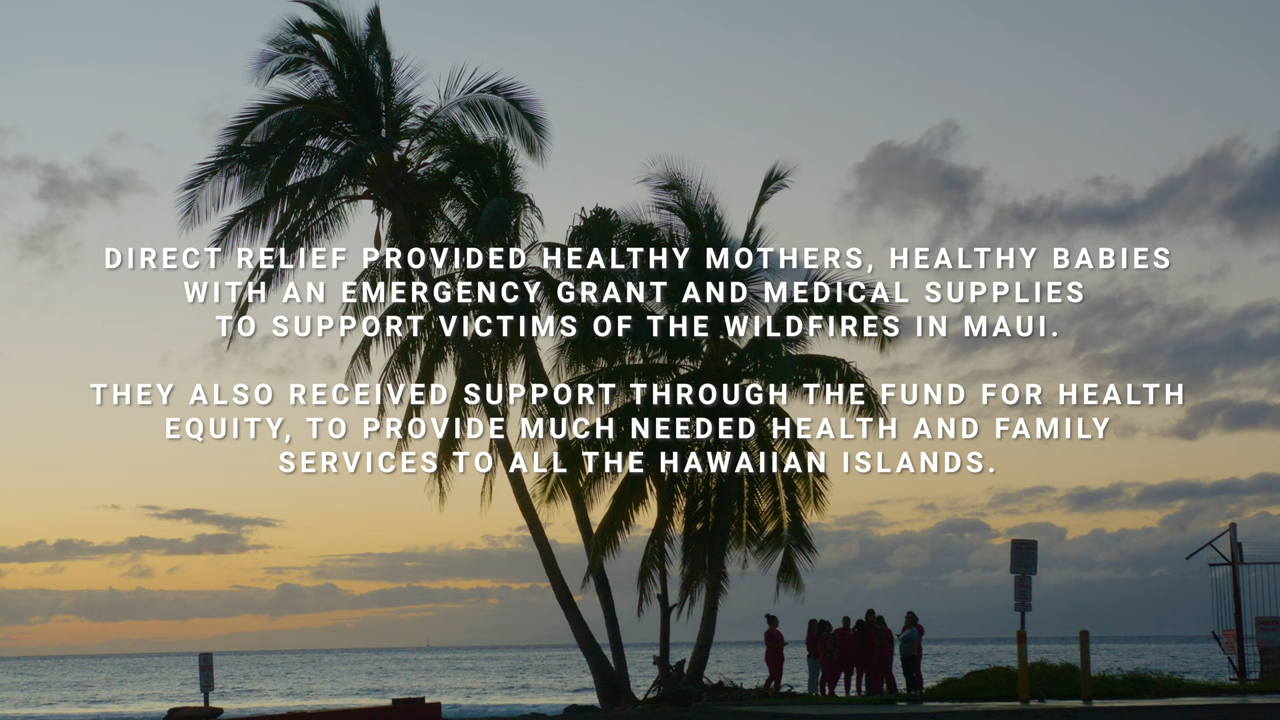 DIRECT RELIEF PROVIDED HEALTHY MOTHERS, HEALTHY BABIES
WITH AN EMERGENCY GRANT AND MEDICAL SUPPLIES
TO SUPPORT VICTIMS OF THE WILDFIRES IN MAUI.
THEY ALSO RECEIVED SUPPORT THROUGH THE FUND FOR HEALTH
EQUITY, TO PROVIDE MUCH NEEDED HEALTH AND FAMILY
SERVICES TO ALL THE HAWAIIAN ISLANDS.